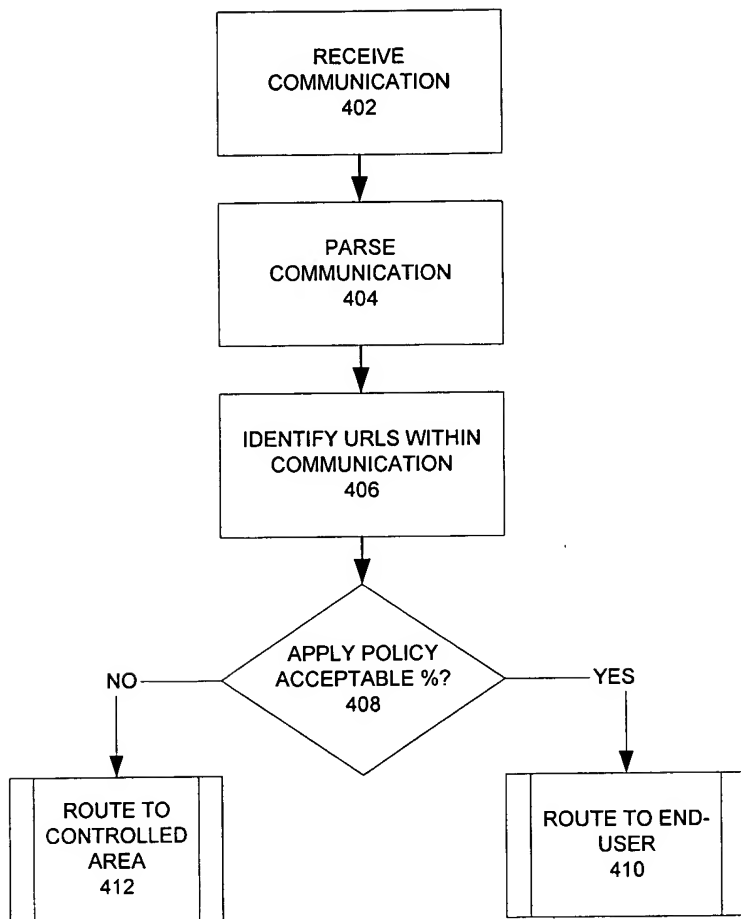 RECEIVE
COMMUNICATION
402
PARSE
COMMUNICATION
404
IDENTIFY URLS WITHIN
COMMUNICATION
406
APPLY POLICY
ACCEPTABLE %?
408
NO
YES
ROUTE TO
CONTROLLED
AREA
412
ROUTE TO END-
USER
410